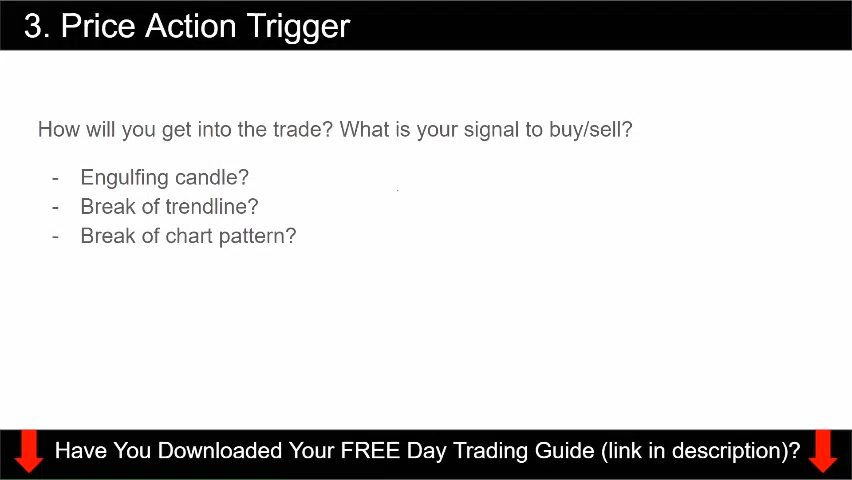 3. Price Action Trigger
How will you get into the trade? What is your signal to buy/sell?
- Engulfing candle?
- Break of trendline?
- Break of chart pattern?
Have You Downloaded Your FREE Day Trading Guide (link in description)?